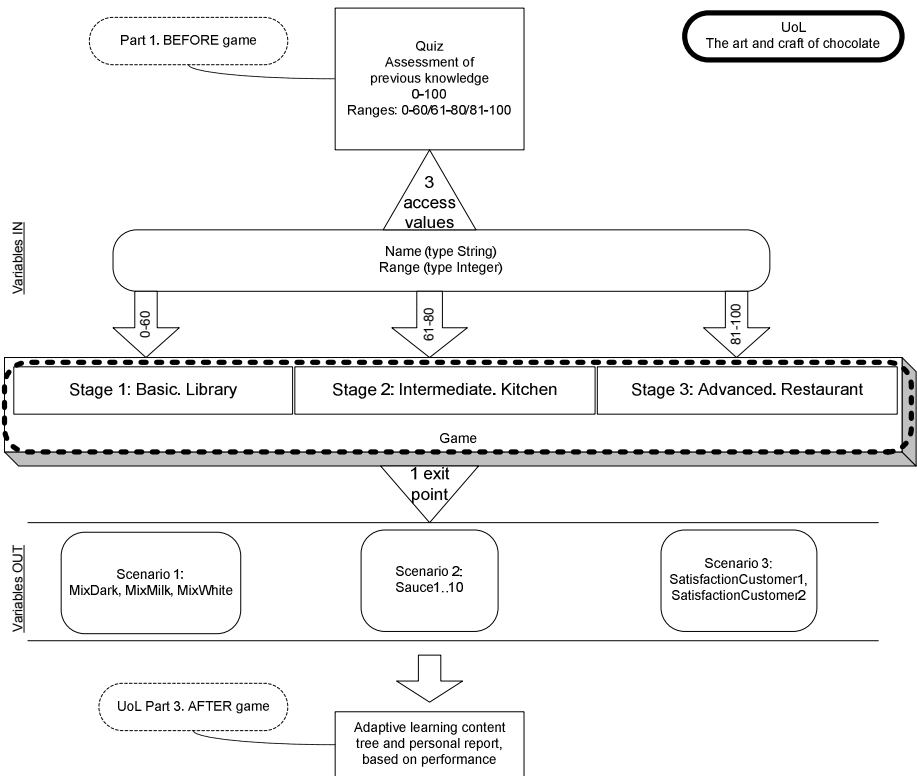 Part 1. BEFORE game
UoL
The art and craft of chocolate
Quiz
Assessment of
previous knowledge
0-100
Ranges: 0-60/61-80/81-100
3
access
values
Variables IN
Name (type String)
Range (type Integer)
0-60
61-80
81-100
Stage 1: Basic. Library
Stage 2: Intermediate. Kitchen
Stage 3: Advanced. Restaurant
Game
1 exit
point
Variables OUT
Scenario 1:
MixDark, MixMilk, MixWhite
Scenario 2:
Sauce1..10
Scenario 3:
SatisfactionCustomer1,
SatisfactionCustomer2
UoL Part 3. AFTER game
Adaptive learning content
tree and personal report,
based on performance